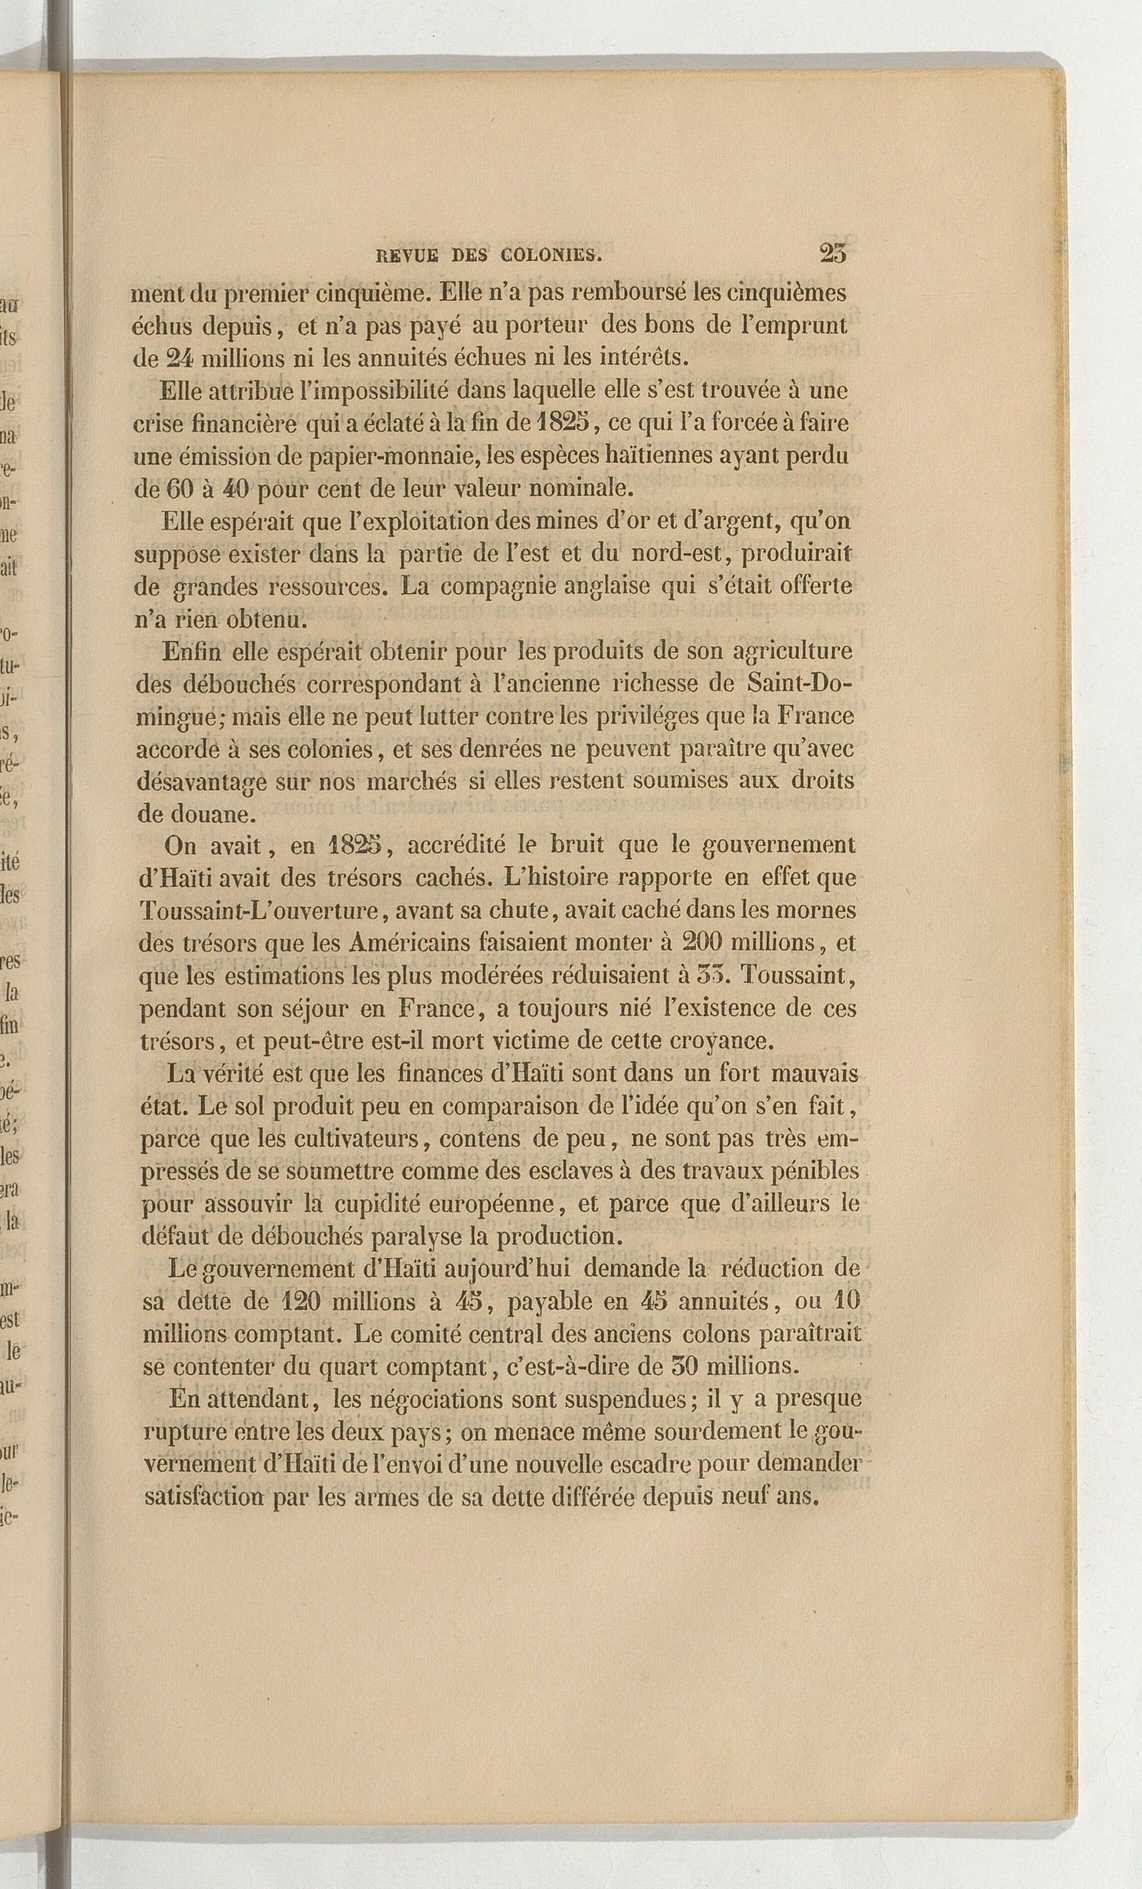 REVUE DES COLONIES. 23
ment du premier cinquième. Elle n'a pas remboursé les cinquièmes
échus depuis, et n'a pas payé au porteur des bons de l'emprunt
de 24 millions ni les annuités échues ni les intérêts.
Elle attribue l'impossibilité dans laquelle elle s'est trouvée à une
crise financière qui a éclaté à la fin de 1825, ce qui l'a forcée à faire
une émission de papier-monnaie, les espèces haïtiennes ayant perdu
de 60 à 40 pour cent de leur valeur nominale.
Elle espérait que l'exploitation des mines d'or et d'argent, qu'on
suppose exister dans la partie de l'est et du nord-est, produirait
de grandes ressources. La compagnie anglaise qui s'était offerte
n'a rien obtenu.
Enfin elle espérait obtenir pour les produits de son agriculture
des débouchés correspondant à l'ancienne richesse de Saint-Do-
mingue; mais elle ne peut lutter contre les priviléges que la France
accorde à ses colonies, et ses denrées ne peuvent paraître qu'avec
désavantage sur nos marchés si elles restent soumises aux droits
de douane.
On avait, en 1825, accrédité le bruit que le gouvernement
d'Haïti avait des trésors cachés. L'histoire rapporte en effet que
Toussaint-L'ouverture, avant sa chute, avait caché dans les mornes
des trésors que les Américains faisaient monter à 200 millions, et
que les estimations les plus modérées réduisaient à 33. Toussaint,
pendant son séjour en France, a toujours nié l'existence de ces
trésors, et peut-être est-il mort victime de cette croyance.
La vérité est que les finances d'Haïti sont dans un fort mauvais
état. Le sol produit peu en comparaison de l'idée qu'on s'en fait,
parce que les cultivateurs, contens de peu, ne sont pas très em-
pressés de se soumettre comme des esclaves à des travaux pénibles
pour assouvir la cupidité européenne, et parce que d'ailleurs le
défaut de débouchés paralyse la production.
Le gouvernement d'Haïti aujourd'hui demande la réduction de
sa dette de 120 millions à 45, payable en 45 annuités, ou 10
millions comptant. Le comité central des anciens colons paraîtrait
se contenter du quart comptant, c'est-à-dire de 30 millions.
En attendant, les négociations sont suspendues; il y a presque
rupture entre les deux pays; on menace même sourdement le gou-
vernement d'Haïti de l'envoi d'une nouvelle escadre pour demander
satisfaction par les armes de sa dette différée depuis neuf ans.